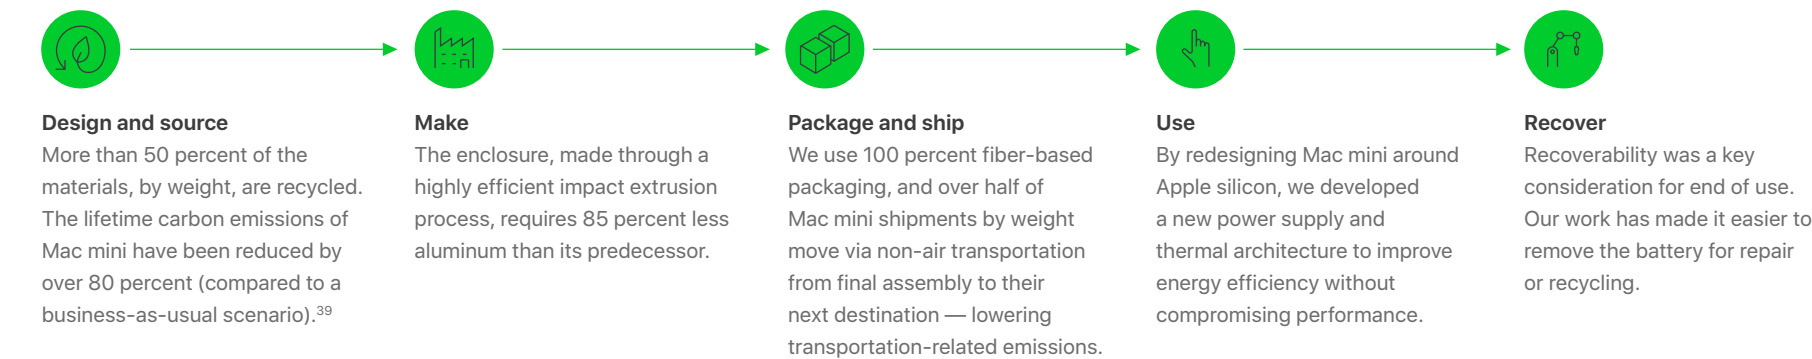 Design and source
More than 50 percent of the
materials, by weight, are recycled.
The lifetime carbon emissions of
Mac mini have been reduced by
over 80 percent (compared to a
business-as-usual scenario).39
Make
The enclosure, made through a
highly efficient impact extrusion
process, requires 85 percent less
aluminum than its predecessor.
Package and ship
We use 100 percent fiber-based
packaging, and over half of
Mac mini shipments by weight
move via non-air transportation
from final assembly to their
next destination — lowering
transportation-related emissions.
Use
By redesigning Mac mini around
Apple silicon, we developed
a new power supply and
thermal architecture to improve
energy efficiency without
compromising performance.
Recover
Recoverability was a key
consideration for end of use.
Our work has made it easier to
remove the battery for repair
or recycling.